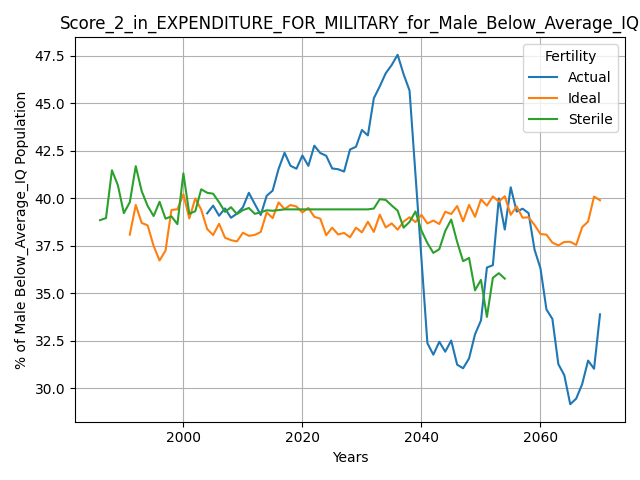 Score_2_in_EXPENDITURE_FOR_MILITARY_for_Male_Below_Average_IQ
% of Male Below_Average_IQ Population
47.5
45.0
42.5
40.0
37.5
35.0
32.5
30.0
Fertility
Actual
Ideal
Sterile
2000
2020
2040
2060
Years